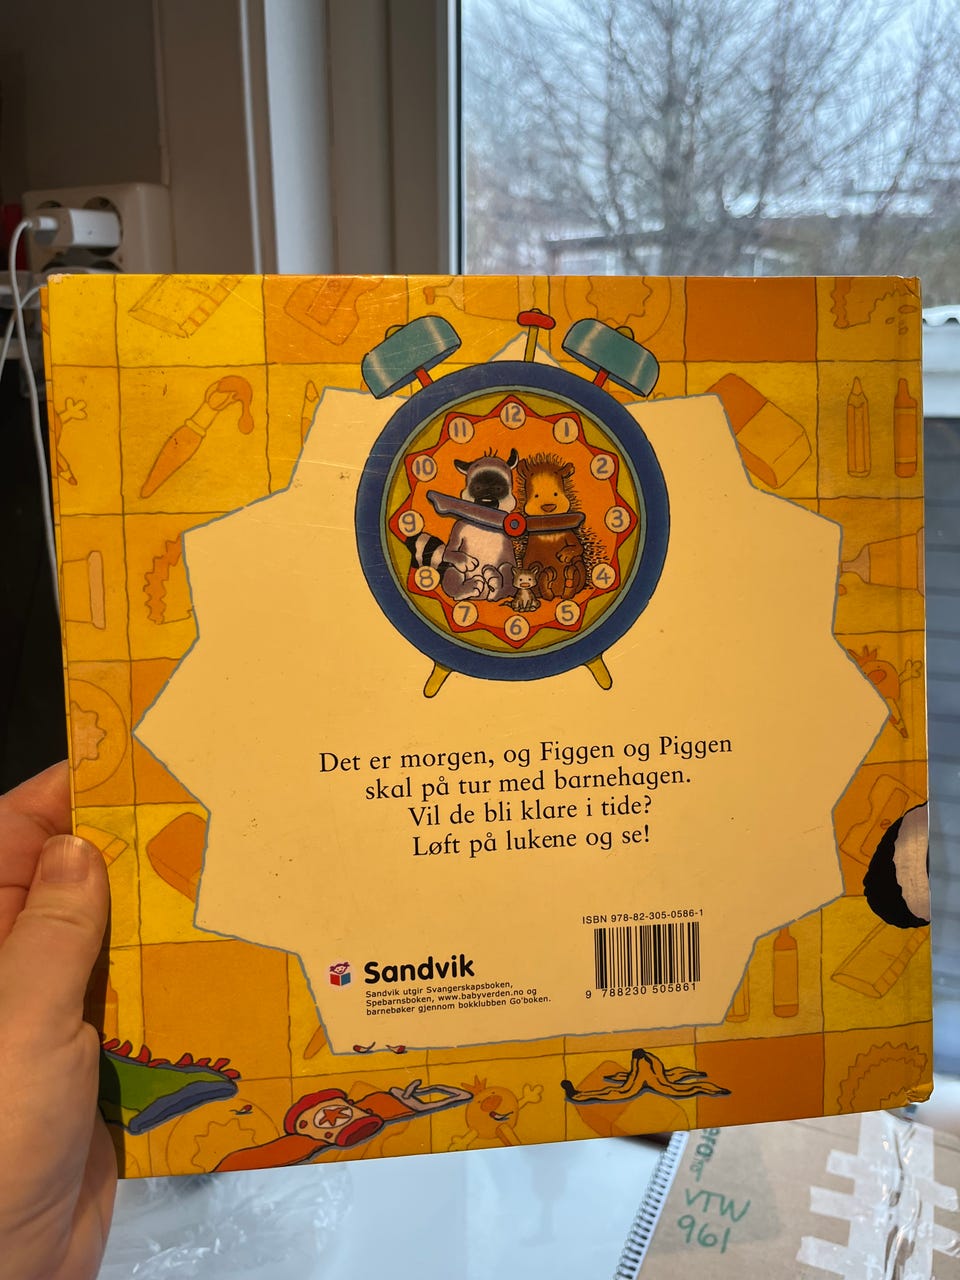 12
11
1
10
2
9
3
8
4
7
5
6
Det er morgen, og Figgen og Piggen
skal på tur med barnehagen.
Vil de bli klare i tide?
Løft på lukene og se!
ISBN 978-82-305-0586-1
9 788230 505861
Sandvik
Sandvik utgir Svangerskapsboken,
Spebarnsboken, www.babyverden.no og
barnebøker gjennom bokklubben Go'boken.
VTW
961